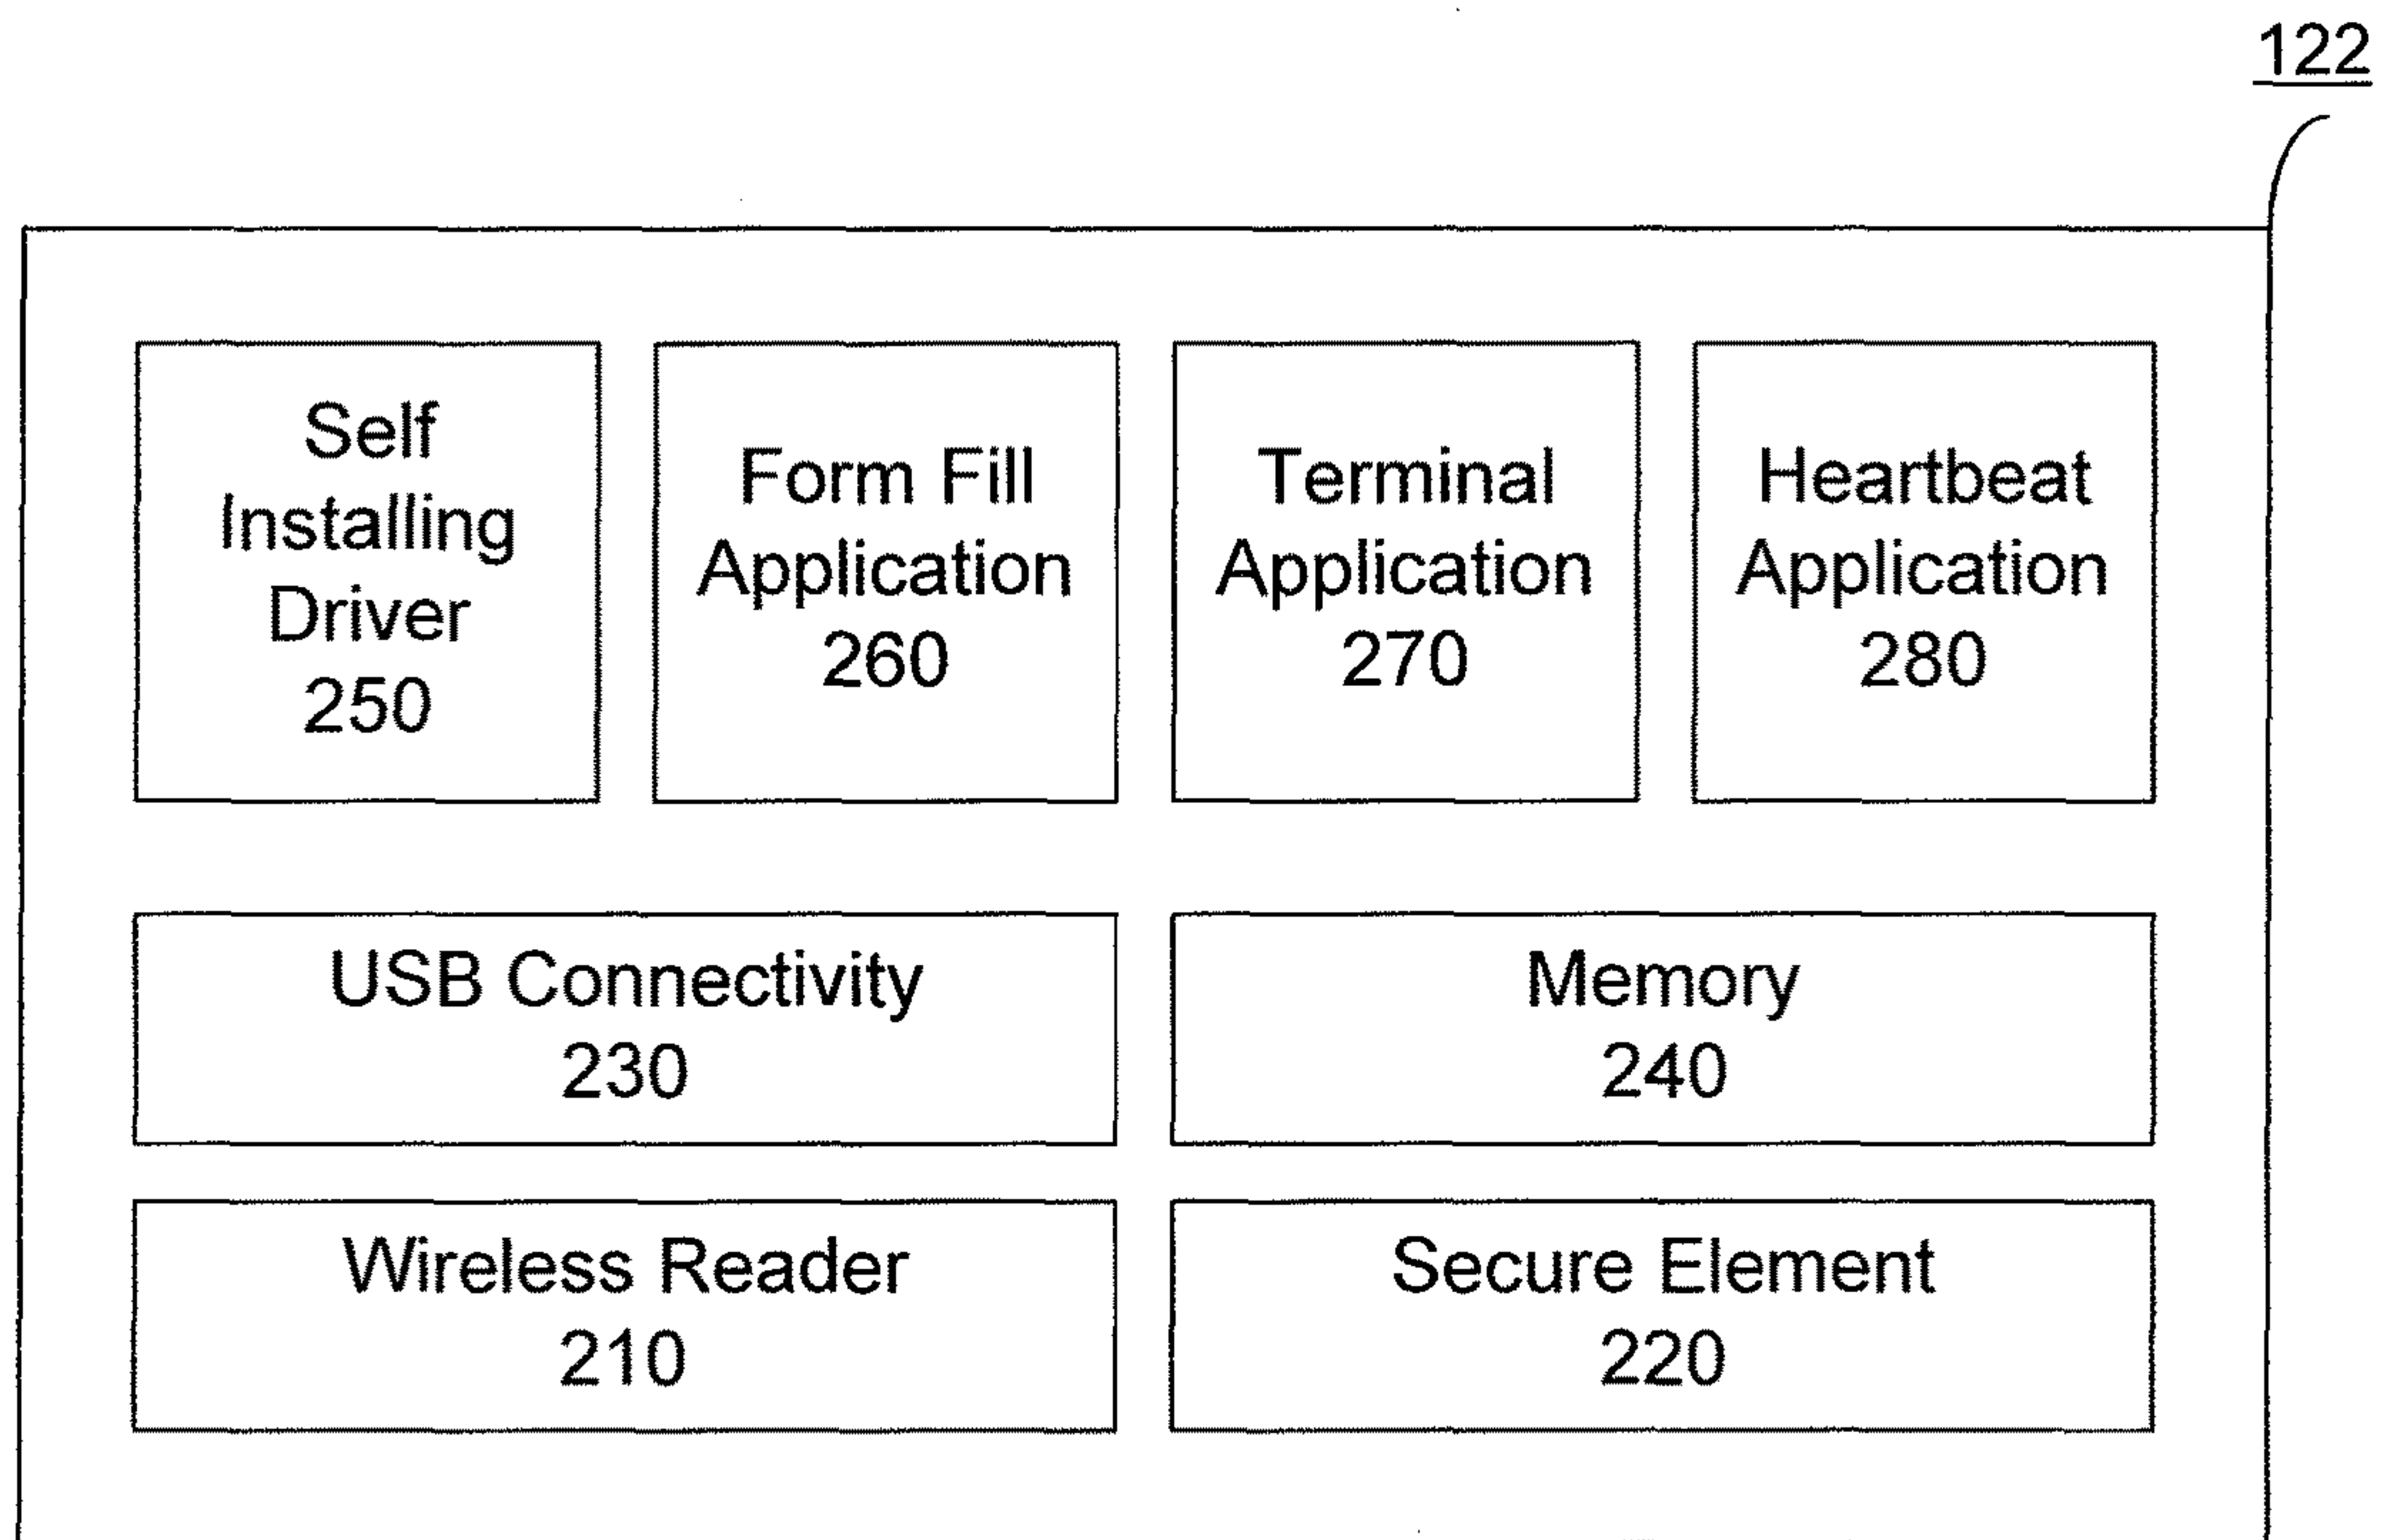 122
Self
Installing
Driver
250
Form Fill
Application
260
Terminal
Application
270
Heartbeat
Application
280
USB Connectivity
230
Memory
240
Wireless Reader
210
Secure Element
220